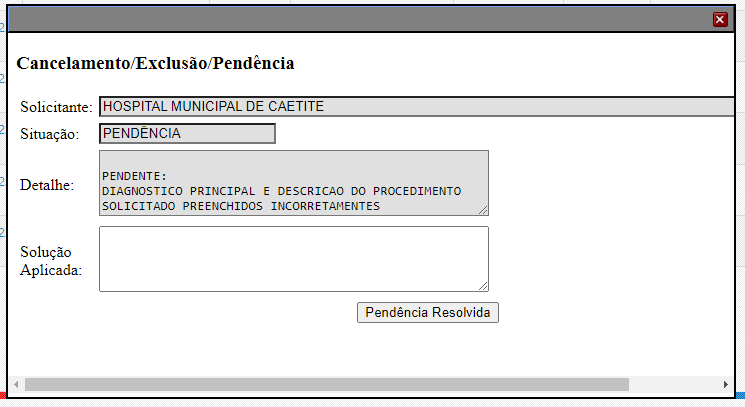 Cancelamento/Exclusão/Pendência
Solicitante: HOSPITAL MUNICIPAL DE CAETITE
Situação: PENDÊNCIA
Detalhe:
PENDENTE:
DIAGNOSTICO PRINCIPAL E DESCRICAO DO PROCEDIMENTO
SOLICITADO PREENCHIDOS INCORRETAMENTES
Solução
Aplicada:
Pendência Resolvida